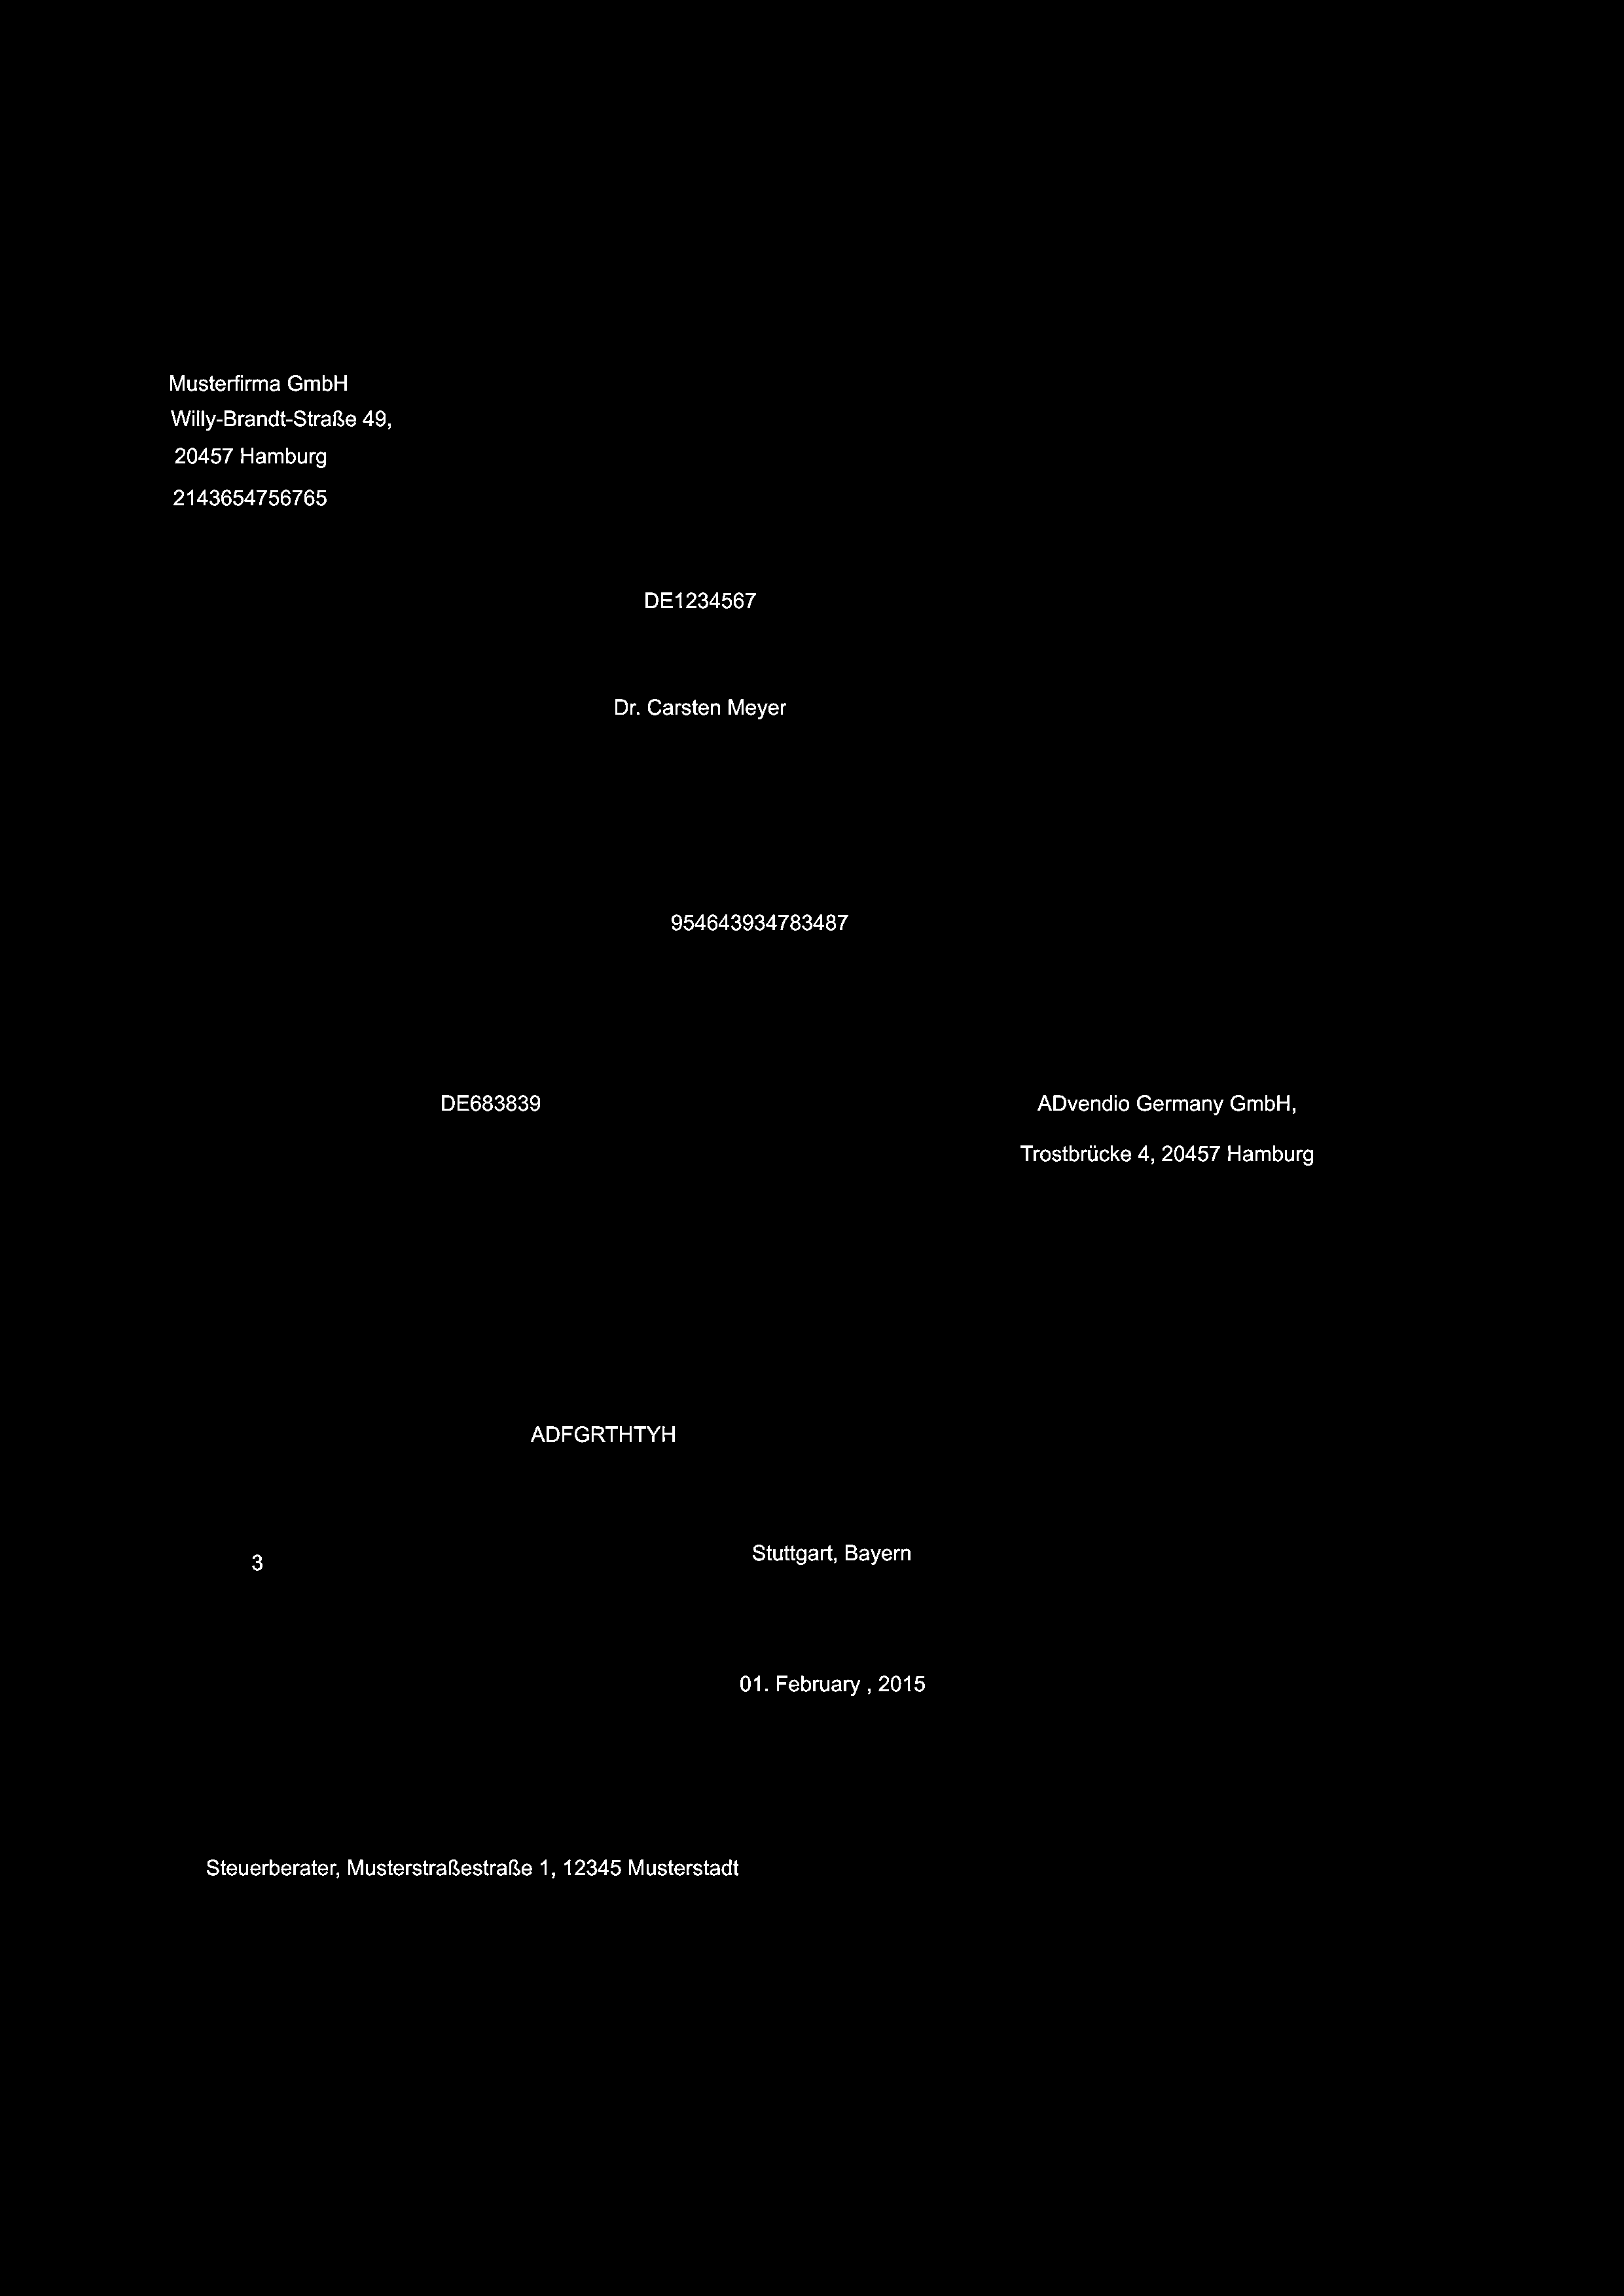 Musterfirma GmbH
Willy-Brandt-Straße 49,
20457 Hamburg
2143654756765
DE1234567
Dr. Carsten Meyer
954643934783487
DE683839
ADvendio Germany GmbH,
Trostbrücke 4, 20457 Hamburg
ADFGRTHTYH
Stuttgart, Bayern
3
01. February , 2015
Steuerberater, Musterstraßestraße 1, 12345 Musterstadt